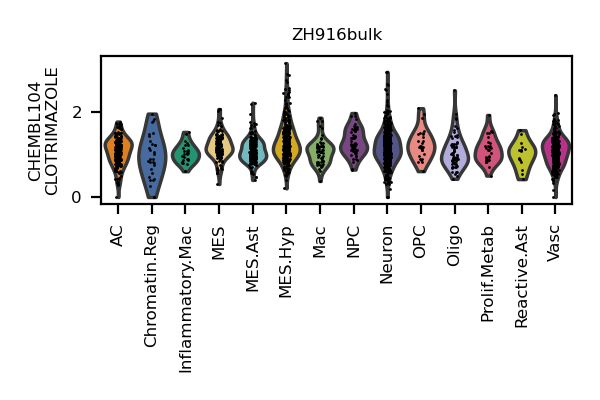 ZH916bulk
CHEMBL104
CLOTRIMAZOLE
2
0
AC
Chromatin.Reg
Inflammatory.Mac
MES
MES.Ast
MES.Hyp
Mac
NPC
Neuron
OPC
Oligo
Prolif.Metab
Reactive.Ast
Vasc